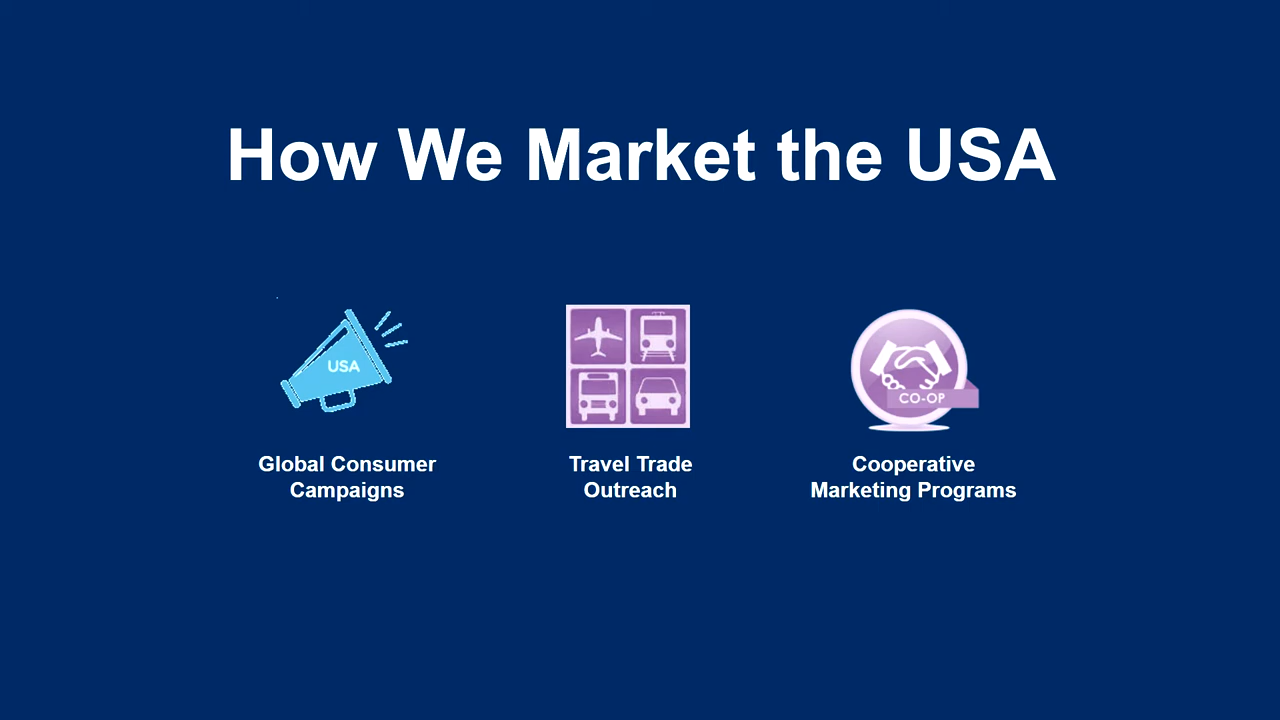 How We Market the USA
USA
CO-OP
Global Consumer
Campaigns
Travel Trade
Outreach
Cooperative
Marketing Programs